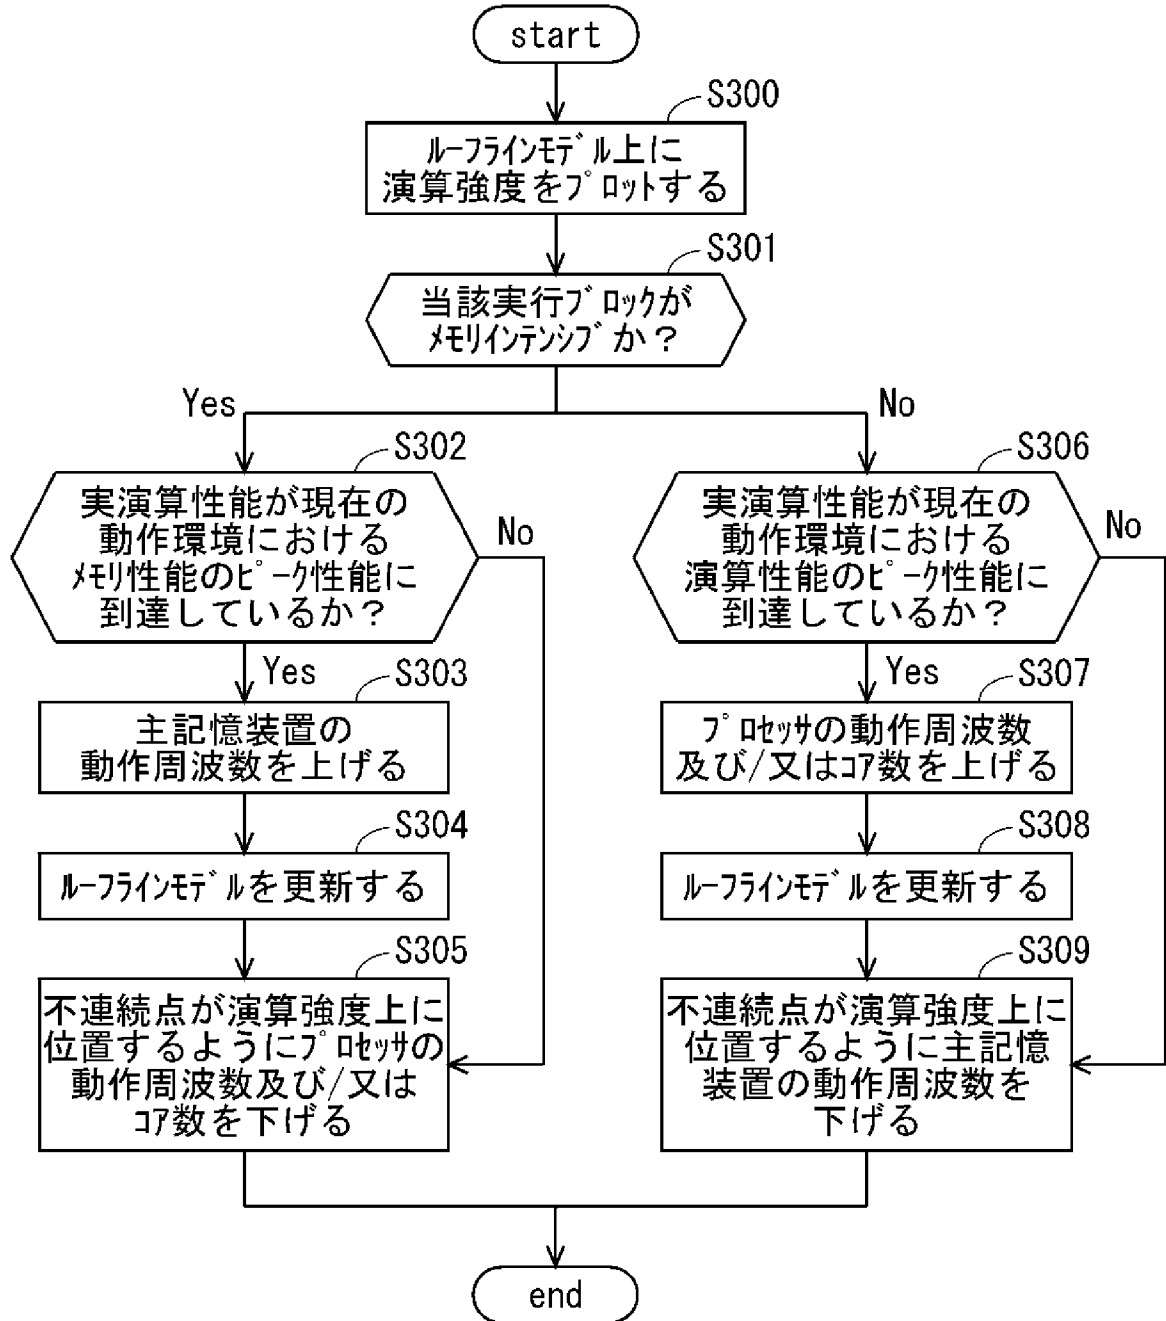 start
S300
ルーフラインモデル上に
演算強度をプロットする
S301
当該実行ブロックが
メモリインテンシブか？
Yes
No
S302
実演算性能が現在の
動作環境における
メモリ性能のピーク性能に
到達しているか？
No
Yes
S303
主記憶装置の
動作周波数を上げる
S304
ルーフラインモデルを更新する
S305
不連続点が演算強度上に
位置するようにプロセッサの
動作周波数及び/又は
コア数を下げる
S306
実演算性能が現在の
動作環境における
演算性能のピーク性能に
到達しているか？
No
Yes
S307
プロセッサの動作周波数
及び/又はコア数を上げる
S308
ルーフラインモデルを更新する
S309
不連続点が演算強度上に
位置するように主記憶
装置の動作周波数を
下げる
end